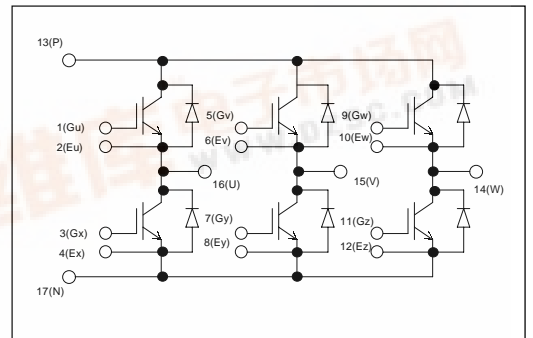 13(P)
5(Gv)
9(Gw)
1(Gu)
6(Ev)
10(Ew)
2(Eu)
16(U)
15(V)
14(W)
7(Gy)
11(Gz)
3(Gx)
8(Ey)
12(Ez)
4(Ex)
17(N)